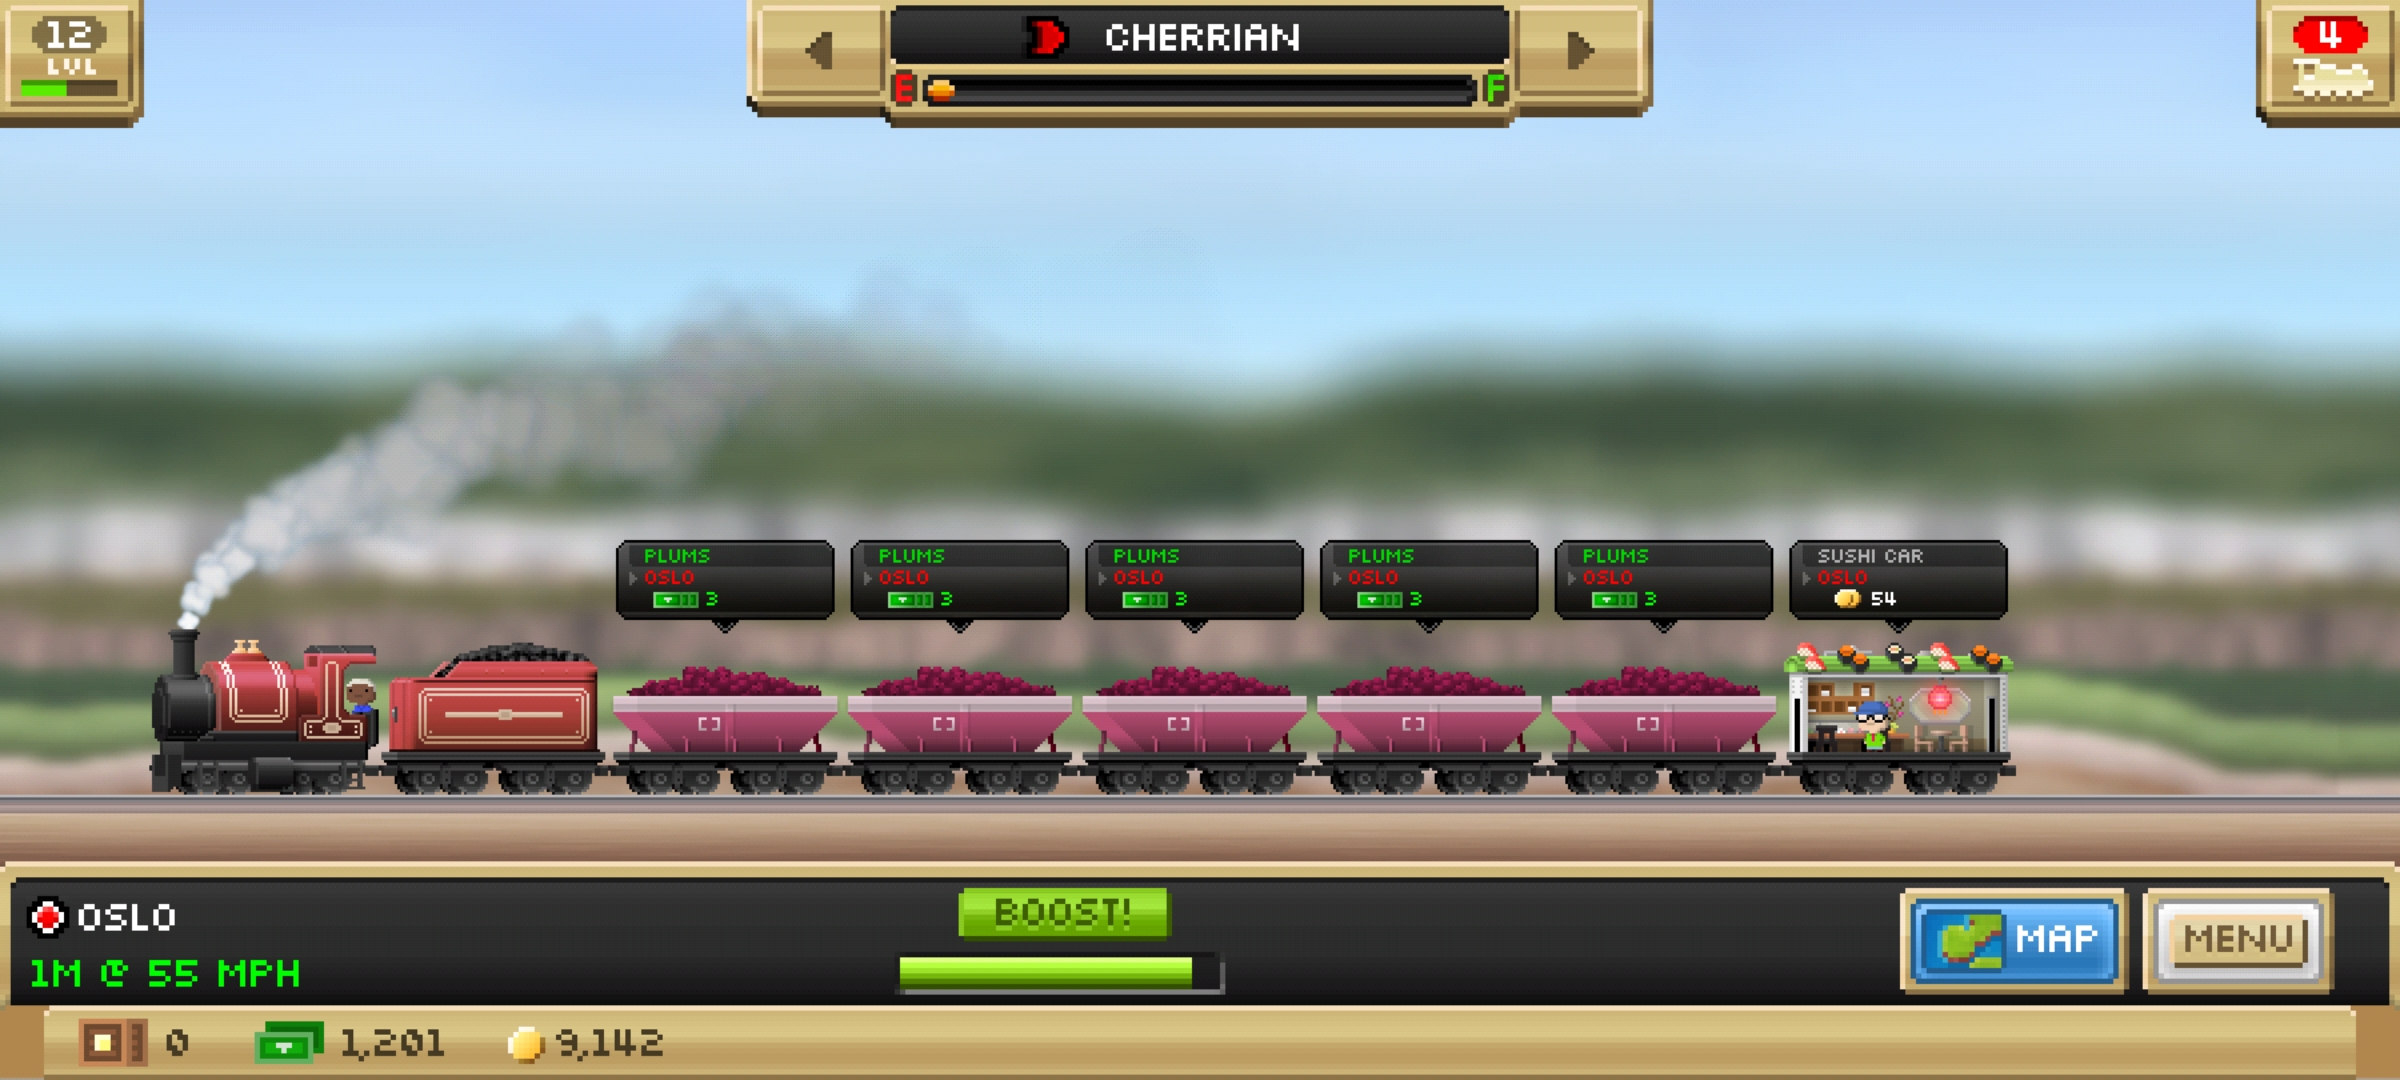 12
LVL
CHERRIAN
E F
4
PLUMS
OSLO
3
PLUMS
OSLO
3
PLUMS
OSLO
3
PLUMS
OSLO
3
PLUMS
OSLO
3
SUSHI CAR
OSLO
54
OSLO
1M @ 55 MPH
BOOST!
MAP
MENU
0
1,201
9,142